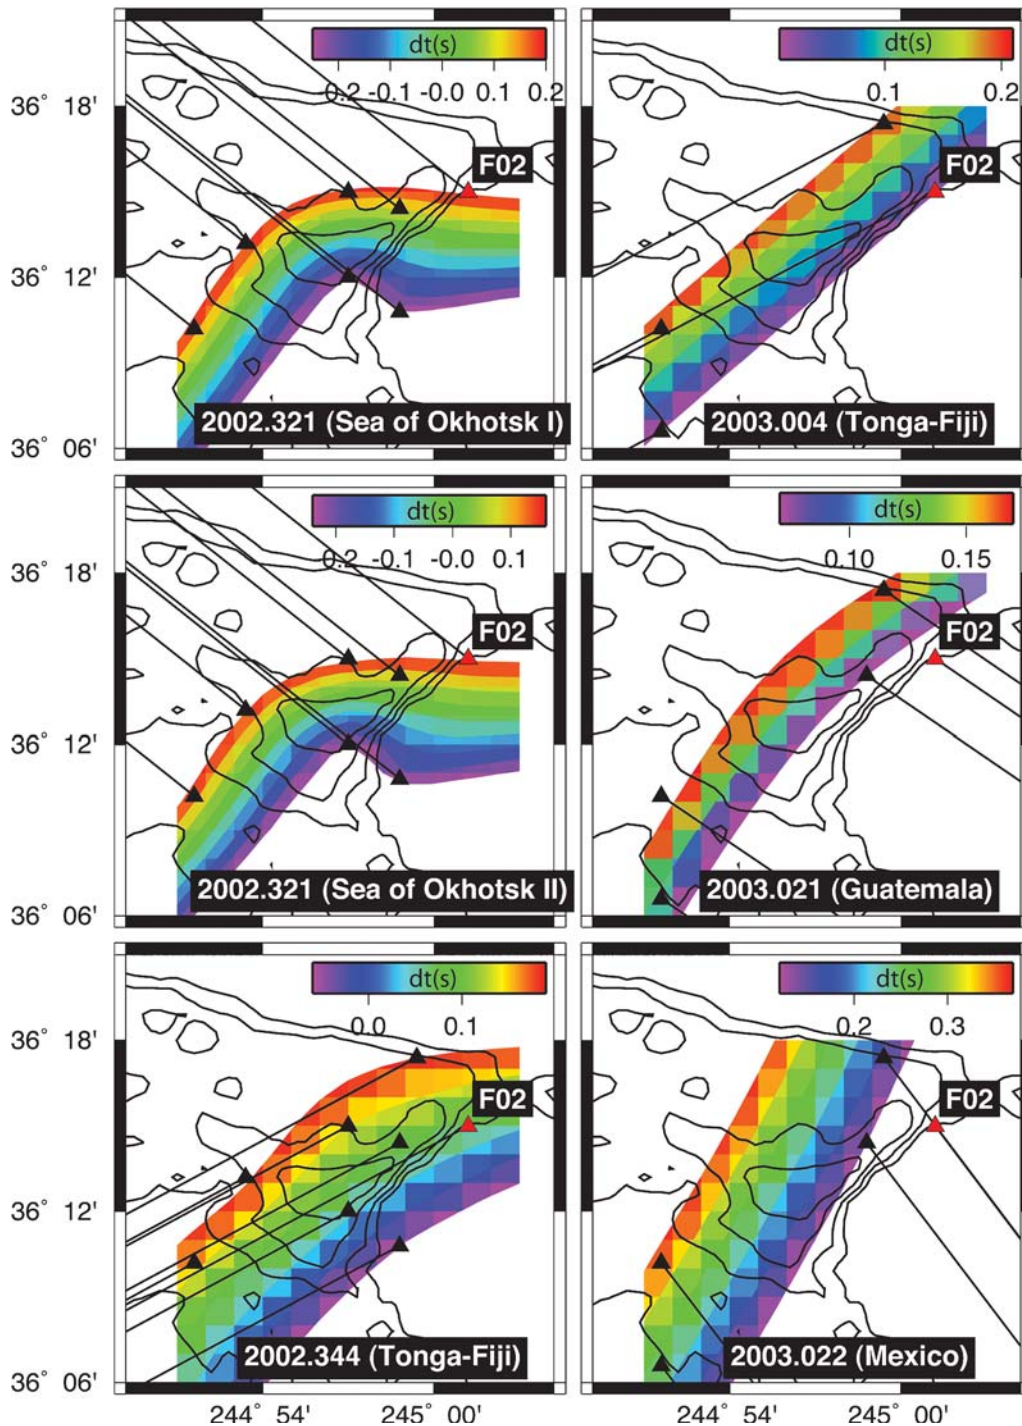 dt(s)
-0.2 -0.1 -0.0 0.1 0.2
36° 18'
36° 12'
36° 06'
F02
2002.321 (Sea of Okhotsk I)
dt(s)
0.1 0.2
F02
2003.004 (Tonga-Fiji)
dt(s)
-0.2 -0.1 -0.0 0.1
36° 18'
36° 12'
36° 06'
F02
2002.321 (Sea of Okhotsk II)
dt(s)
0.10 0.15
F02
2003.021 (Guatemala)
dt(s)
0.0 0.1
36° 18'
36° 12'
36° 06'
F02
2002.344 (Tonga-Fiji)
244° 54' 245° 00'
dt(s)
0.2 0.3
F02
2003.022 (Mexico)
244° 54' 245° 00'